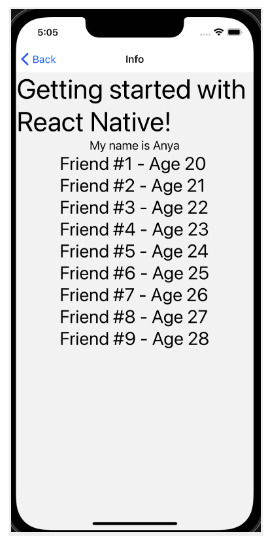 5:05
Back
Info
Getting started with
React Native!
My name is Anya
Friend #1 - Age 20
Friend #2 - Age 21
Friend #3 - Age 22
Friend #4 - Age 23
Friend #5 - Age 24
Friend #6 - Age 25
Friend #7 - Age 26
Friend #8 - Age 27
Friend #9 - Age 28